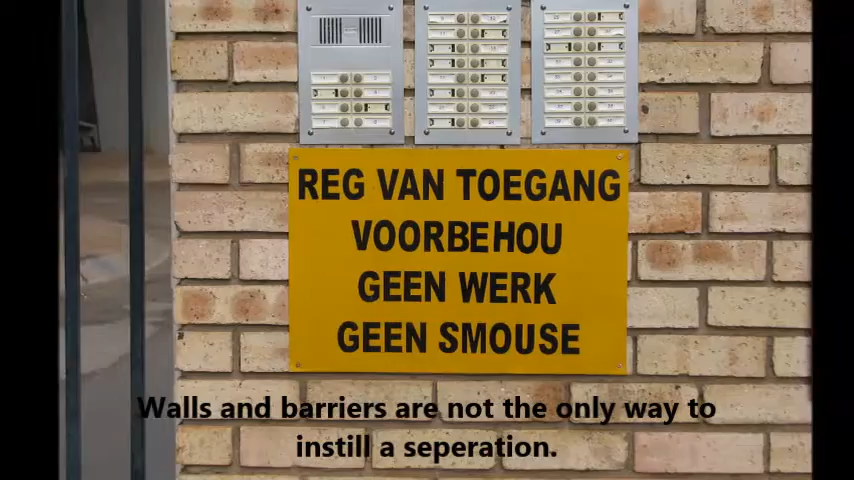 REG VAN TOEGANG
VOORBEHOU
GEEN WERK
GEEN SMOUSE
Walls and barriers are not the only way to
instill a seperation.